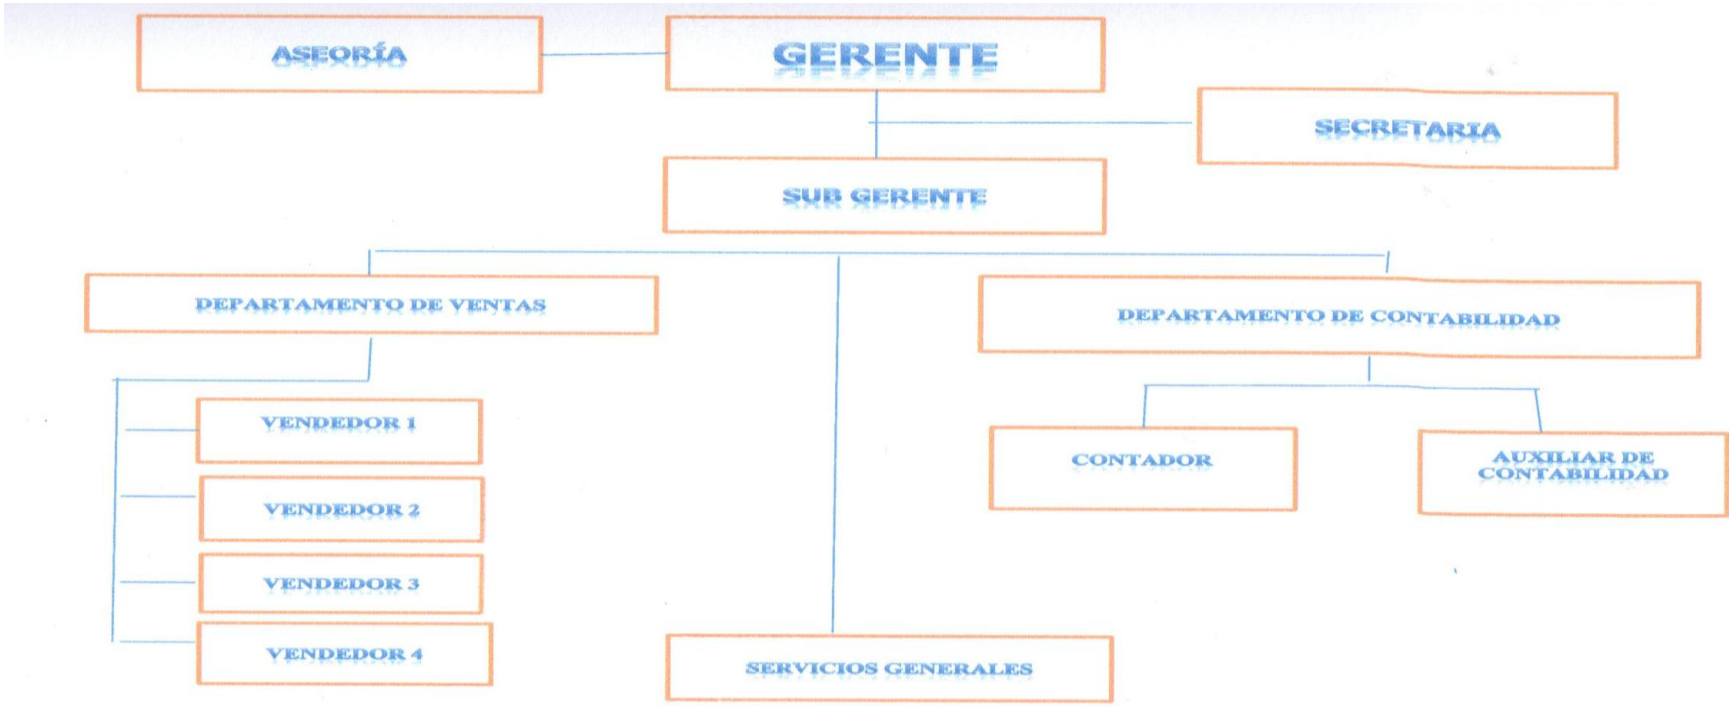 ASEORÍA
GERENTE
SECRETARIA
SUB GERENTE
DEPARTAMENTO DE VENTAS
DEPARTAMENTO DE CONTABILIDAD
VENDEDOR 1
CONTADOR
AUXILIAR DE
CONTABILIDAD
VENDEDOR 2
VENDEDOR 3
VENDEDOR 4
SERVICIOS GENERALES